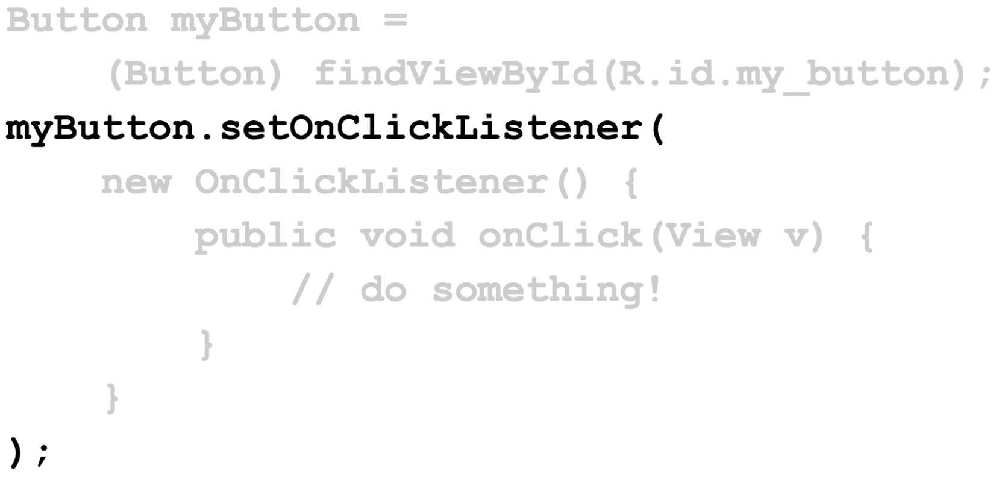 Button myButton =
    (Button) findViewById(R.id.my_button);
myButton.setOnClickListener(
    new OnClickListener() {
        public void onClick(View v) {
            // do something!
        }
    }
);